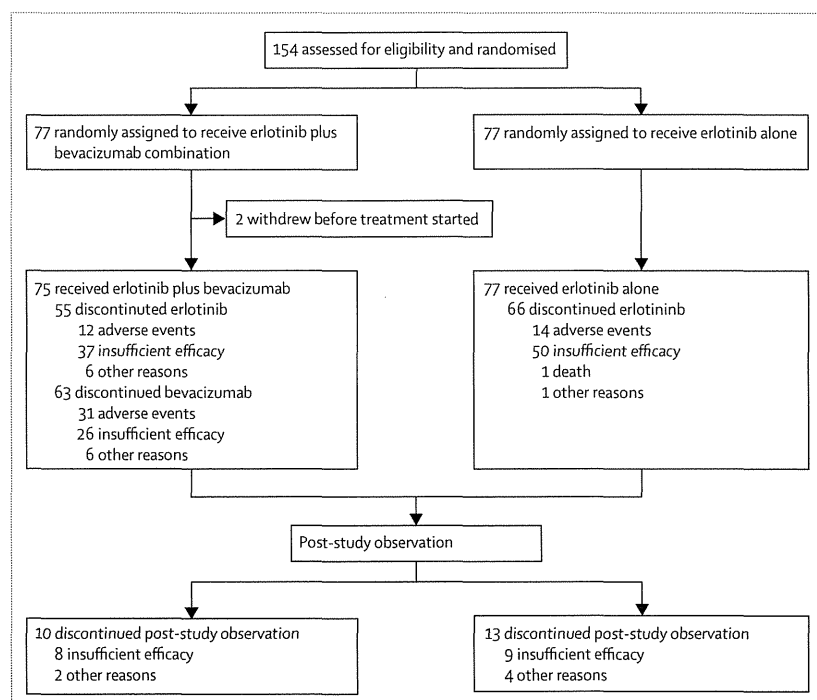 154 assessed for eligibility and randomised
77 randomly assigned to receive erlotinib plus
bevacizumab combination
77 randomly assigned to receive erlotinib alone
2 withdrew before treatment started
75 received erlotinib plus bevacizumab
55 discontinuted erlotinib
12 adverse events
37 insufficient efficacy
6 other reasons
63 discontinued bevacizumab
31 adverse events
26 insufficient efficacy
6 other reasons
77 received erlotinib alone
66 discontinued erlotininb
14 adverse events
50 insufficient efficacy
1 death
1 other reasons
Post-study observation
10 discontinued post-study observation
8 insufficient efficacy
2 other reasons
13 discontinued post-study observation
9 insufficient efficacy
4 other reasons